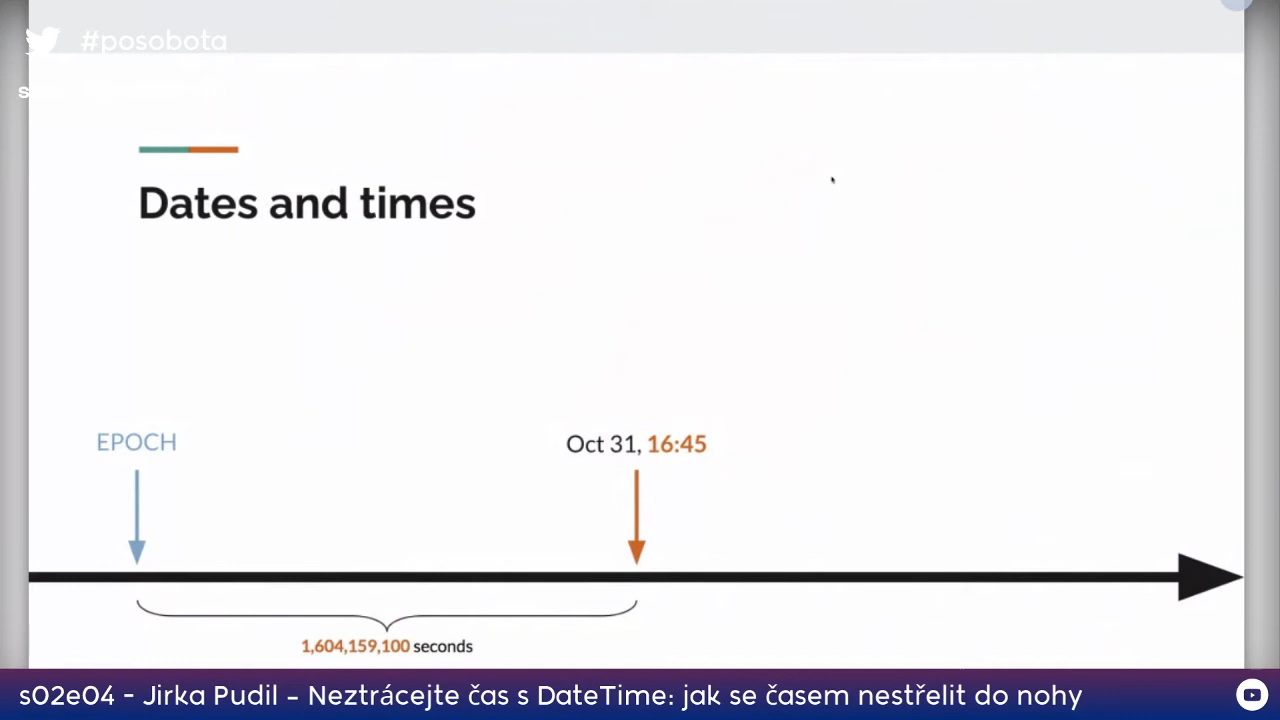 #posobota
Dates and times
EPOCH
Oct 31, 16:45
1,604,159,100 seconds
s02e04 - Jirka Pudil – Neztrácejte čas s DateTime: jak se časem nestřelit do nohy